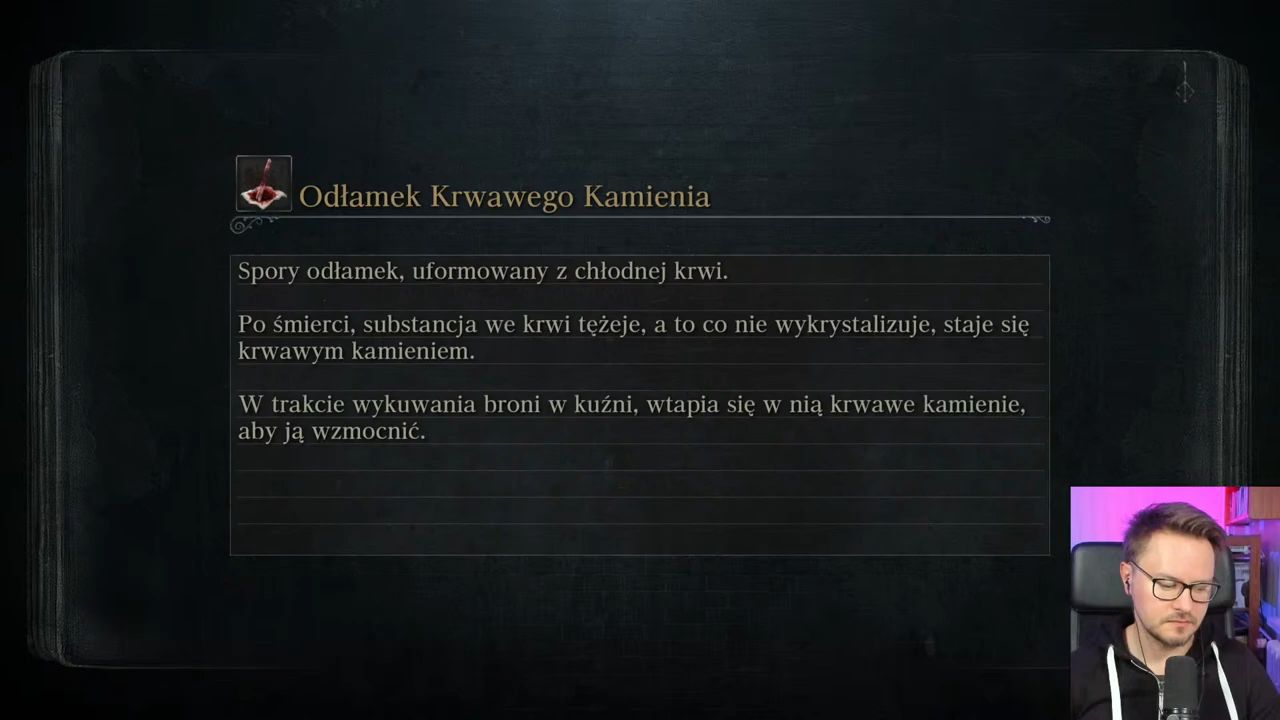 Odłamek Krwawego Kamienia
Spory odłamek, uformowany z chłodnej krwi.
Po śmierci, substancja we krwi tężeje, a to co nie wykrystalizuje, staje się
krwawym kamieniem.
W trakcie wykuwania broni w kuźni, wtapia się w nią krwawe kamienie,
aby ją wzmocnić.